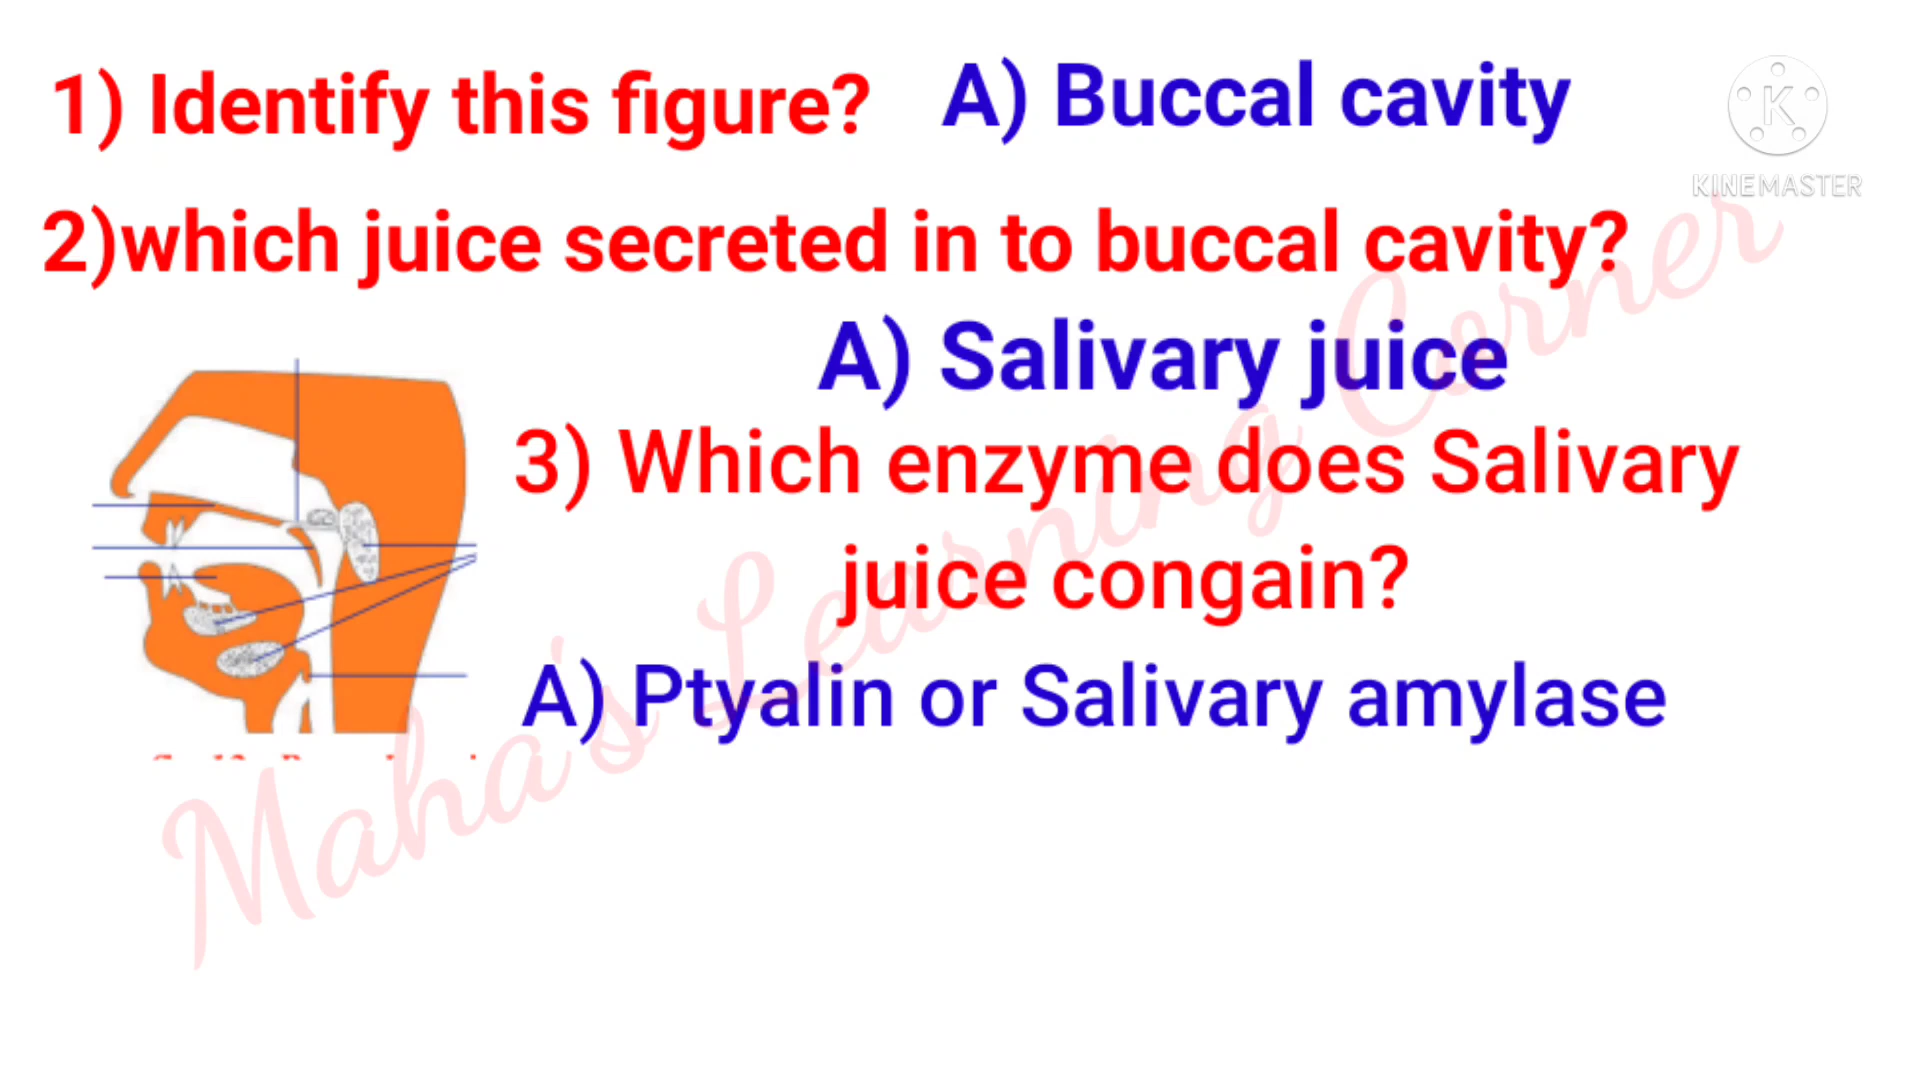 1) Identify this figure? A) Buccal cavity
KINEMASTER
2)which juice secreted in to buccal cavity?
A) Salivary juice
3) Which enzyme does Salivary
juice congain?
A) Ptyalin or Salivary amylase
Maha's Learning Corner